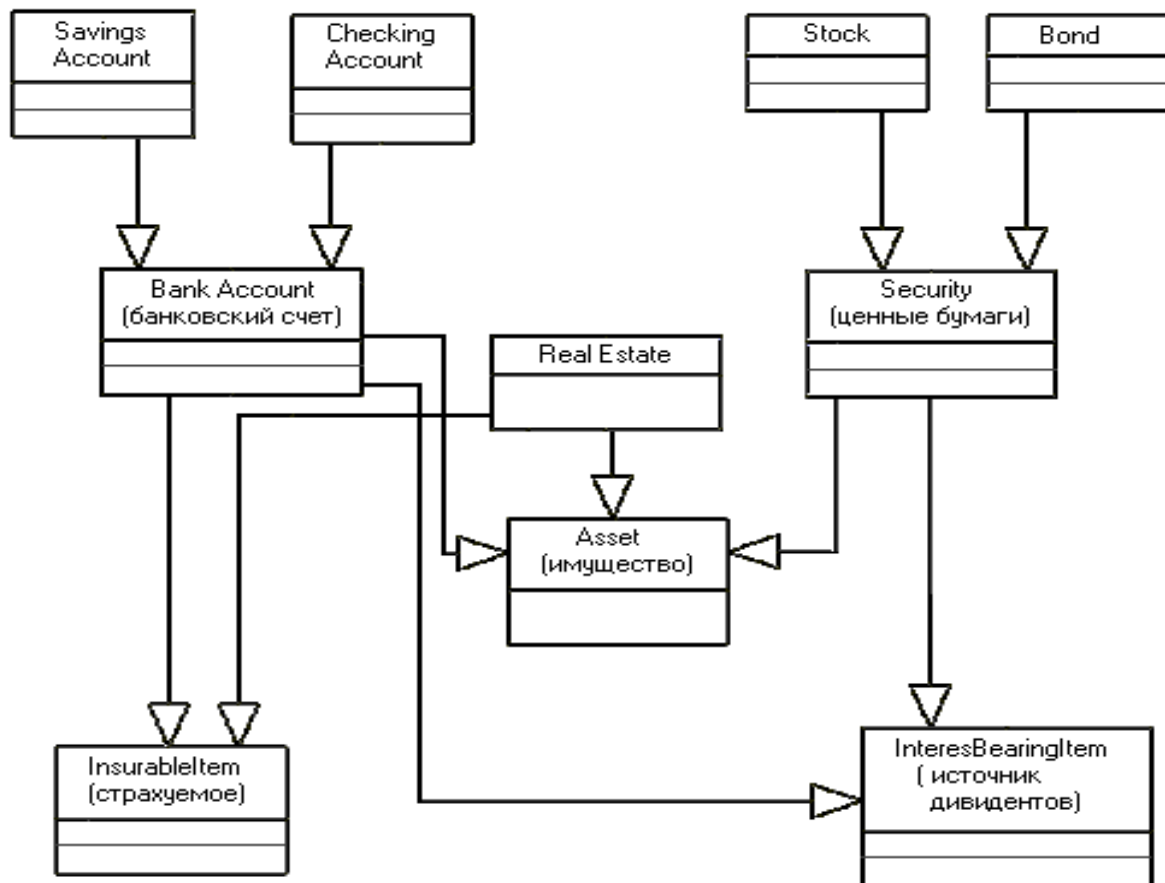 Savings
Account
Checking
Account
Stock
Bond
Bank Account
(банковский счет)
Real Estate
Security
(ценные бумаги)
Asset
(имущество)
InsurableItem
(страхуемое)
InteresBearingItem
( источник
дивидентов)